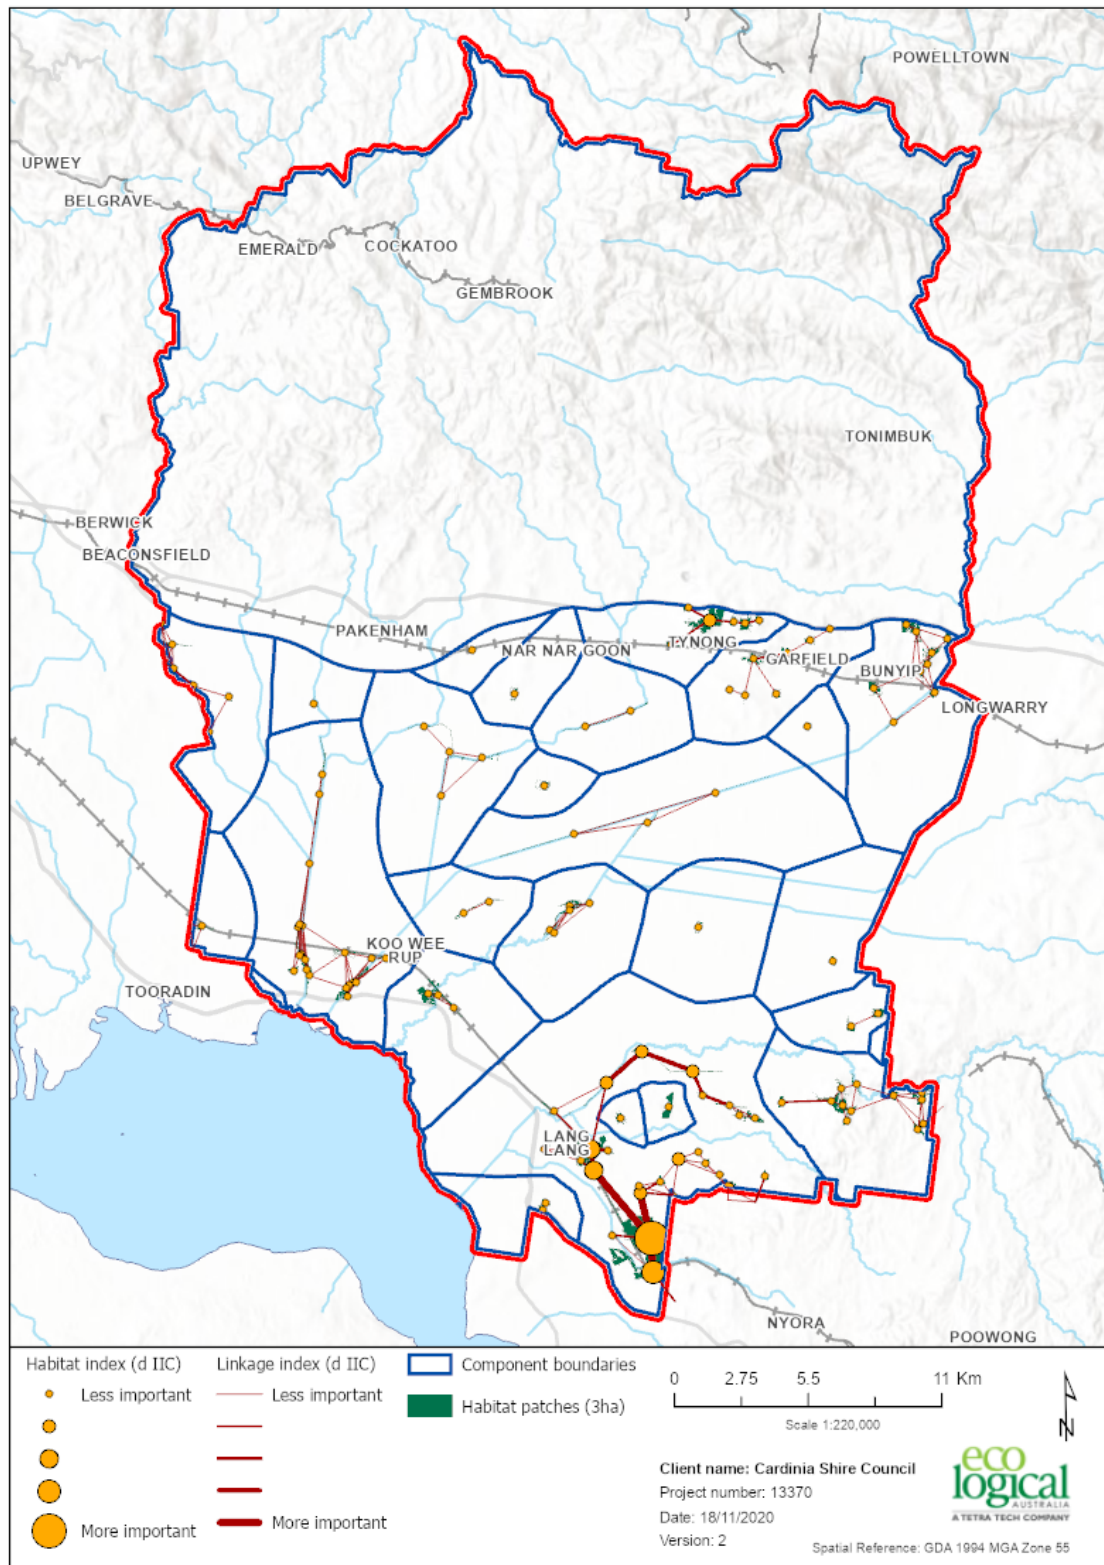 POWELLTOWN
UPWEY
BELGRAVE
EMERALD
COCKATOO
GEMBROOK
TONIMBUK
BERWICK
BEACONSFIELD
PAKENHAM
NAR NAR GOON
TYNONG
GARFIELD
BUNYIP
LONGWARRY
KOO WEE
RUP
TOORADIN
LANG
LANG
NYORA
POOWONG
Habitat index (d IIC)
Less important
More important
Linkage index (d IIC)
Less important
More important
Component boundaries
Habitat patches (3ha)
0 2.75 5.5 11 Km
Scale 1:220,000
N
Client name: Cardinia Shire Council
Project number: 13370
Date: 18/11/2020
Version: 2
eco
logical
AUSTRALIA
A TETRA TECH COMPANY
Spatial Reference: GDA 1994 MGA Zone 55